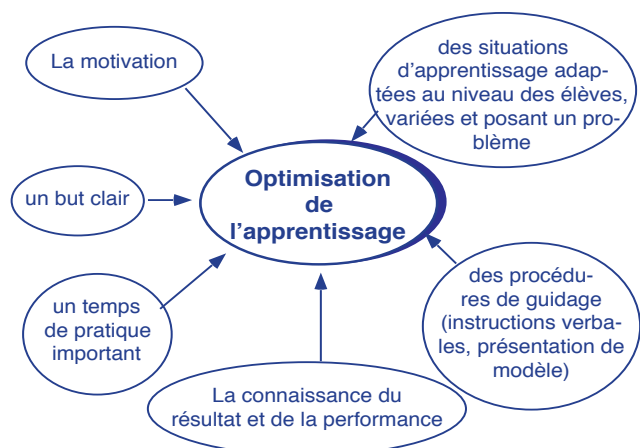 La motivation
des situations
d'apprentissage adap-
tées au niveau des élèves,
variées et posant un pro-
blème
Optimisation
de
l'apprentissage
un but clair
un temps
de pratique
important
des procédu-
res de guidage
(instructions verba-
les, présentation de
modèle)
La connaissance du
résultat et de la performance